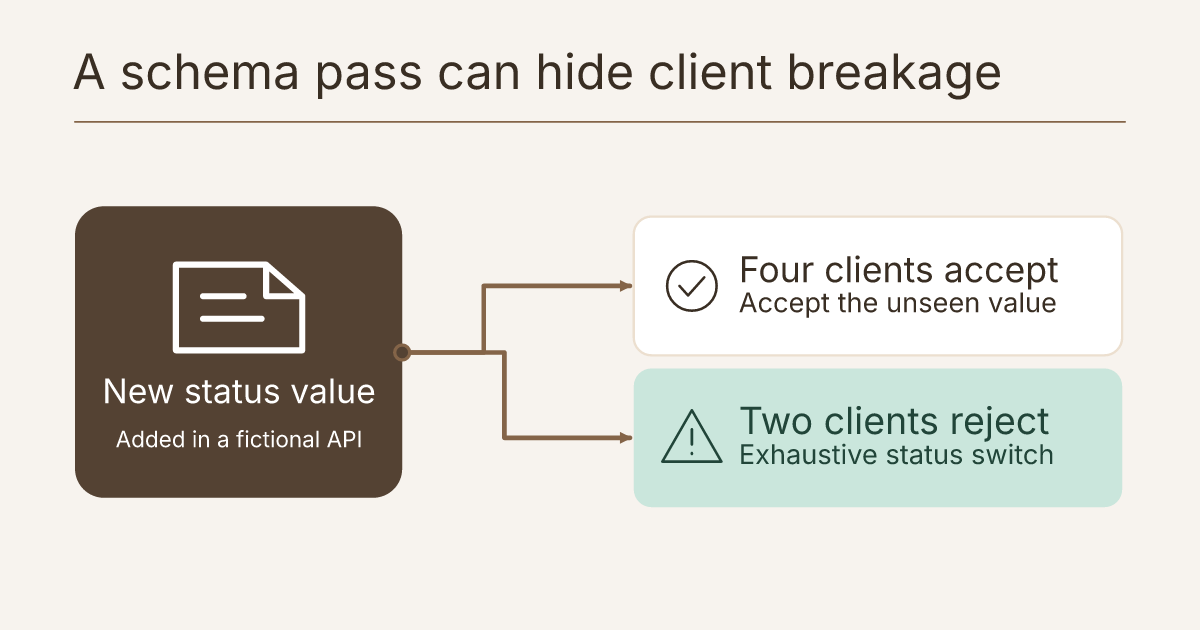 A schema pass can hide client breakage
New status value
Added in a fictional API
Four clients accept
Accept the unseen value
Two clients reject
Exhaustive status switch